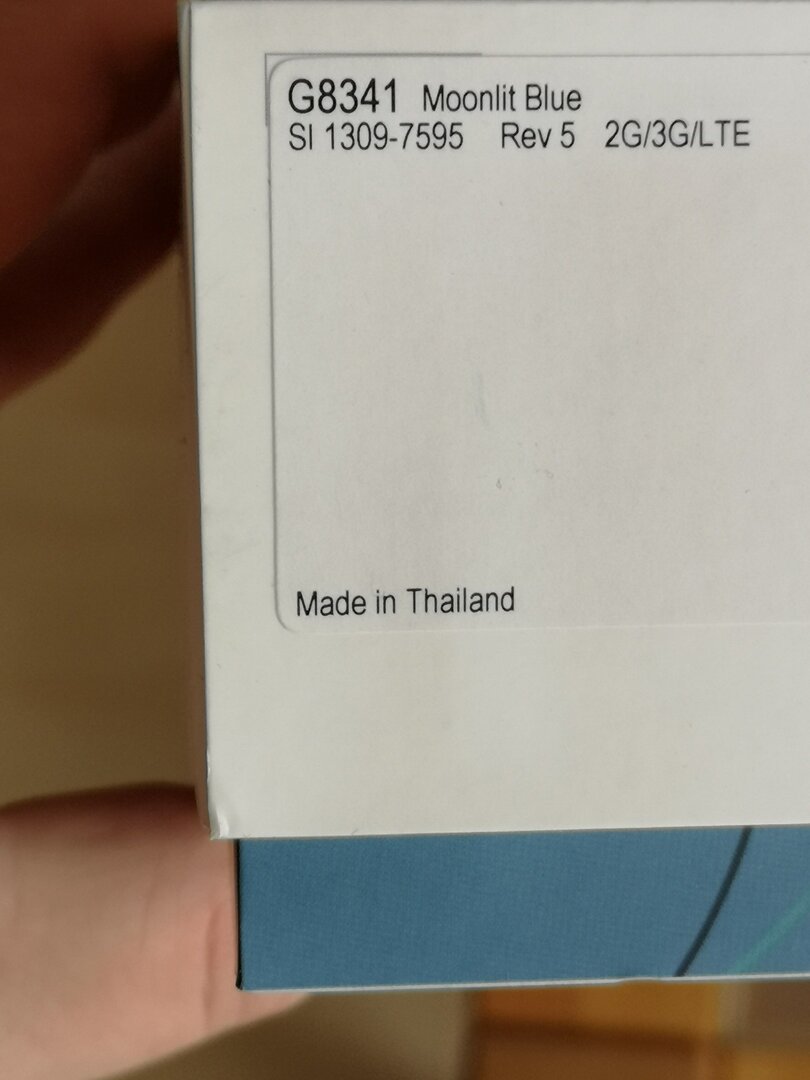 G8341 Moonlit Blue
SI 1309-7595 Rev 5 2G/3G/LTE
Made in Thailand